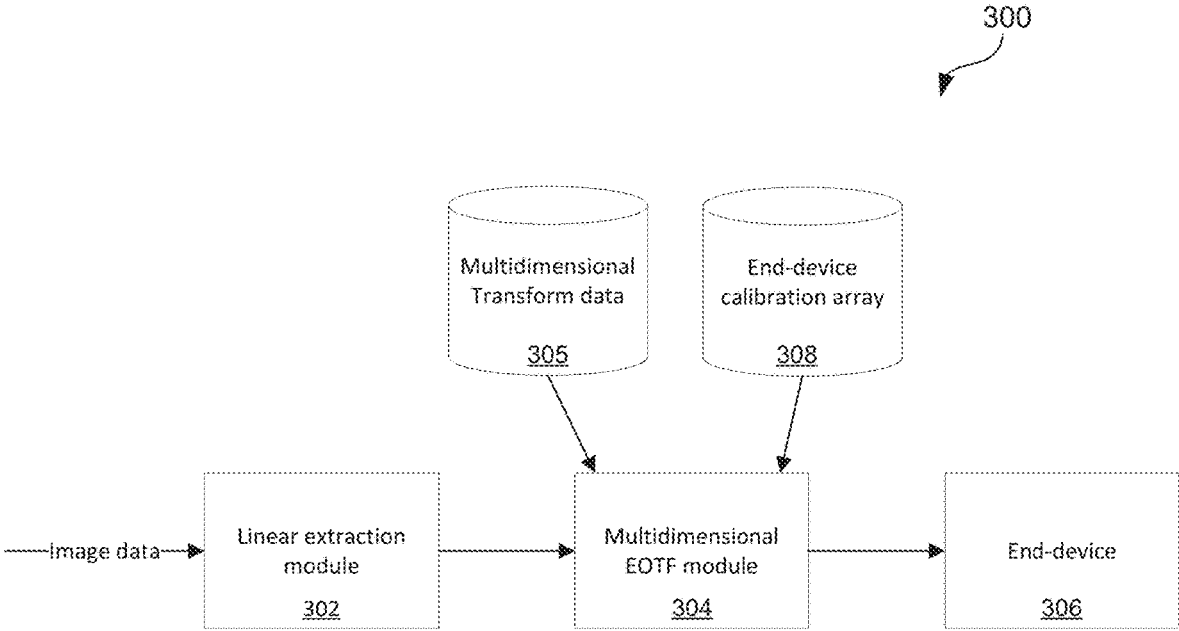 300
Multidimensional
Transform data
305
End-device
calibration array
308
Image data
Linear extraction
module
302
Multidimensional
EOTF module
304
End-device
306